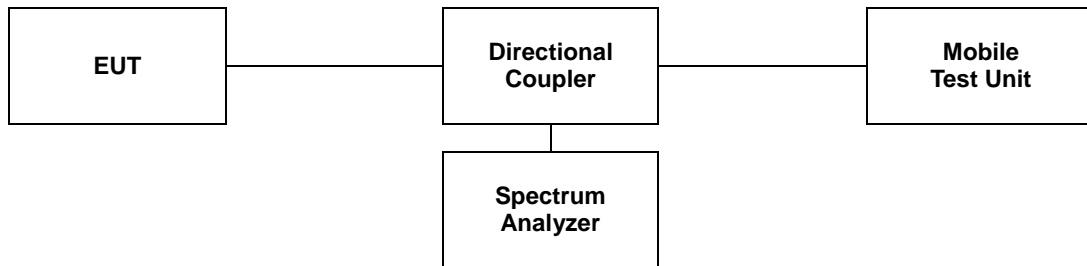 EUT
Directional
Coupler
Mobile
Test Unit
Spectrum
Analyzer